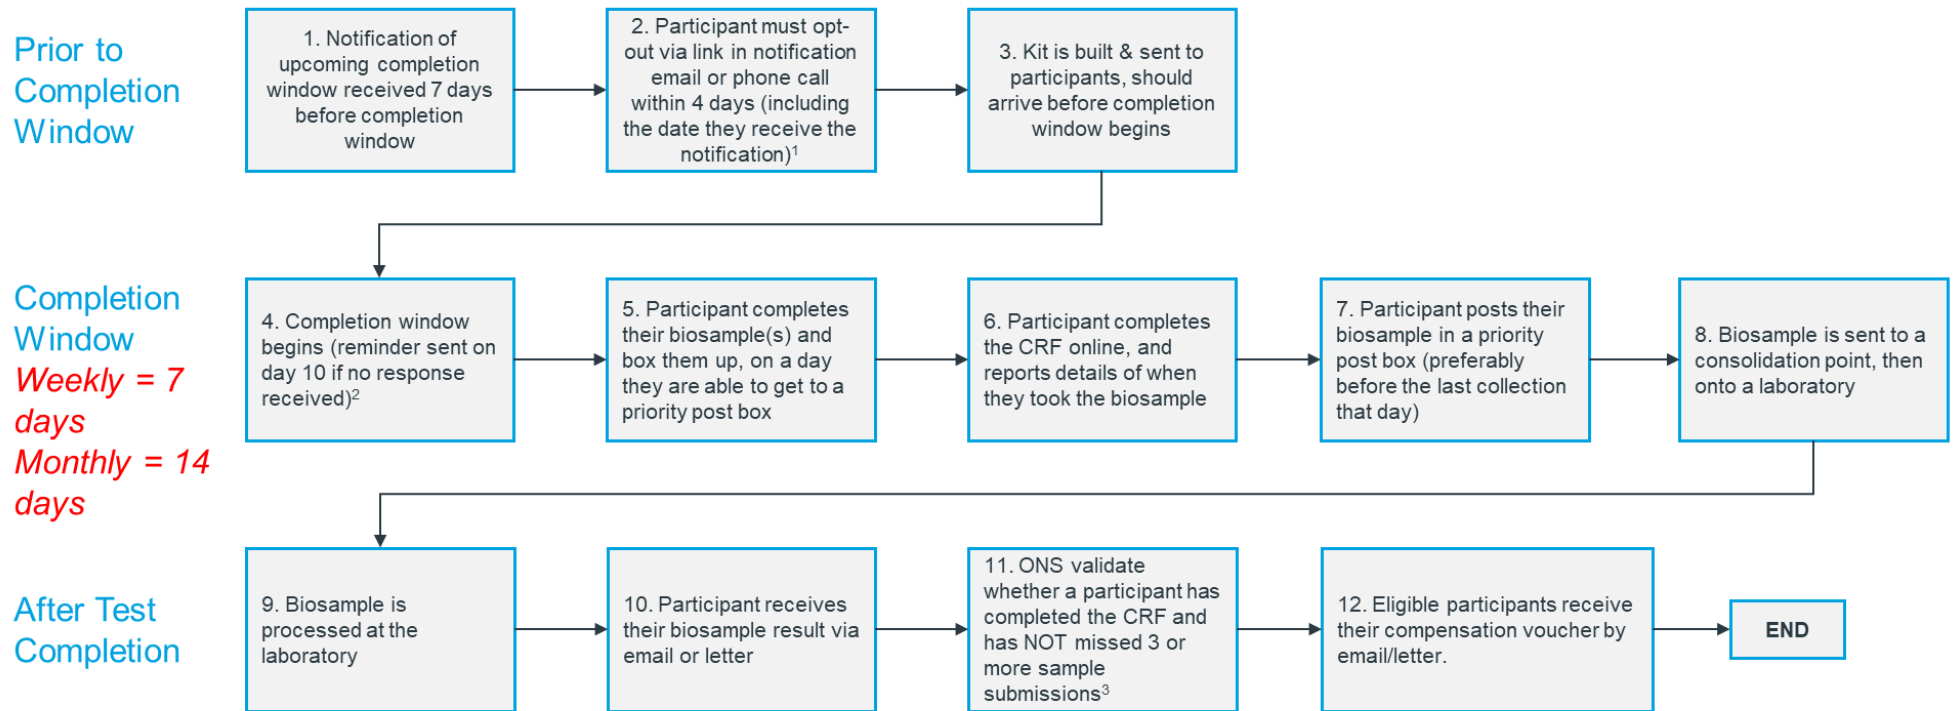 Prior to
Completion
Window
1. Notification of
upcoming completion
window received 7 days
before completion
window
2. Participant must opt-
out via link in notification
email or phone call
within 4 days (including
the date they receive the
notification)¹
3. Kit is built & sent to
participants, should
arrive before completion
window begins
Completion
Window
Weekly = 7
days
Monthly = 14
days
4. Completion window
begins (reminder sent on
day 10 if no response
received)²
5. Participant completes
their biosample(s) and
box them up, on a day
they are able to get to a
priority post box
6. Participant completes
the CRF online, and
reports details of when
they took the biosample
7. Participant posts their
biosample in a priority
post box (preferably
before the last collection
that day)
8. Biosample is sent to a
consolidation point, then
onto a laboratory
After Test
Completion
9. Biosample is
processed at the
laboratory
10. Participant receives
their biosample result via
email or letter
11. ONS validate
whether a participant has
completed the CRF and
has NOT missed 3 or
more sample
submissions³
12. Eligible participants receive
their compensation voucher by
email/letter.
END